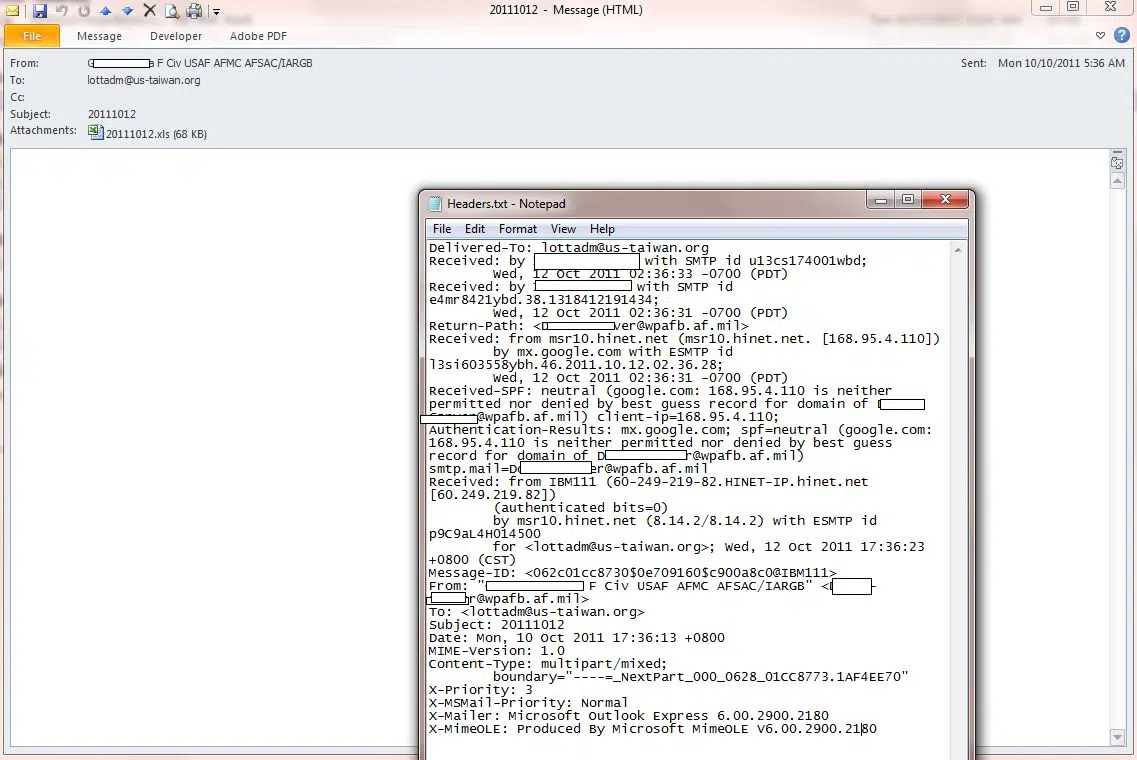 20111012 - Message (HTML)
File Message Developer Adobe PDF
From: a F Civ USAF AFMC AFSAC/IARGB Sent: Mon 10/10/2011 5:36 AM
To: lottadm@us-taiwan.org
Cc:
Subject: 20111012
Attachments: 20111012.xls (68 KB)
Headers.txt - Notepad
File Edit Format View Help
Delivered-To: lottadm@us-taiwan.org
Received: by with SMTP id u13cs174001wbd;
Wed, 12 Oct 2011 02:36:33 -0700 (PDT)
Received: by with SMTP id
e4mr8421ybd.38.1318412191434;
Wed, 12 Oct 2011 02:36:31 -0700 (PDT)
Return-Path: <D ver@wpafb.af.mil>
Received: from msr10.hinet.net (msr10.hinet.net. [168.95.4.110])
by mx.google.com with ESMTP id
l3si603558ybh.46.2011.10.12.02.36.28;
Wed, 12 Oct 2011 02:36:31 -0700 (PDT)
Received-SPF: neutral (google.com: 168.95.4.110 is neither
permitted nor denied by best guess record for domain of
@wpafb.af.mil) client-ip=168.95.4.110;
Authentication-Results: mx.google.com; spf=neutral (google.com:
168.95.4.110 is neither permitted nor denied by best guess
record for domain of D r@wpafb.af.mil)
smtp.mail=D er@wpafb.af.mil
Received: from IBM111 (60-249-219-82.HINET-IP.hinet.net
[60.249.219.82])
(authenticated bits=0)
by msr10.hinet.net (8.14.2/8.14.2) with ESMTP id
p9C9aL4H014500
for <lottadm@us-taiwan.org>; Wed, 12 Oct 2011 17:36:23
+0800 (CST)
Message-ID: <062c01cc8730$0e709160$c900a8c0@IBM111>
From: " F Civ USAF AFMC AFSAC/IARGB" <
r@wpafb.af.mil>
To: <lottadm@us-taiwan.org>
Subject: 20111012
Date: Mon, 10 Oct 2011 17:36:13 +0800
MIME-Version: 1.0
Content-Type: multipart/mixed;
boundary="----=_NextPart_000_0628_01CC8773.1AF4EE70"
X-Priority: 3
X-MSMail-Priority: Normal
X-Mailer: Microsoft Outlook Express 6.00.2900.2180
X-MimeOLE: Produced By Microsoft MimeOLE V6.00.2900.2180